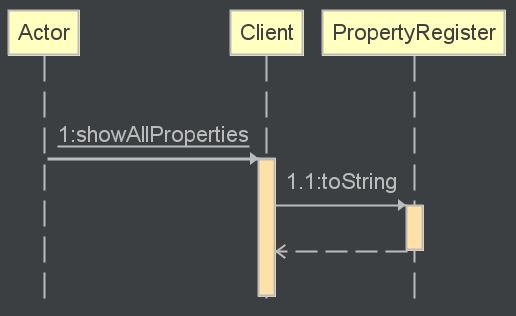 Actor
Client
PropertyRegister
1:showAllProperties
1.1:toString